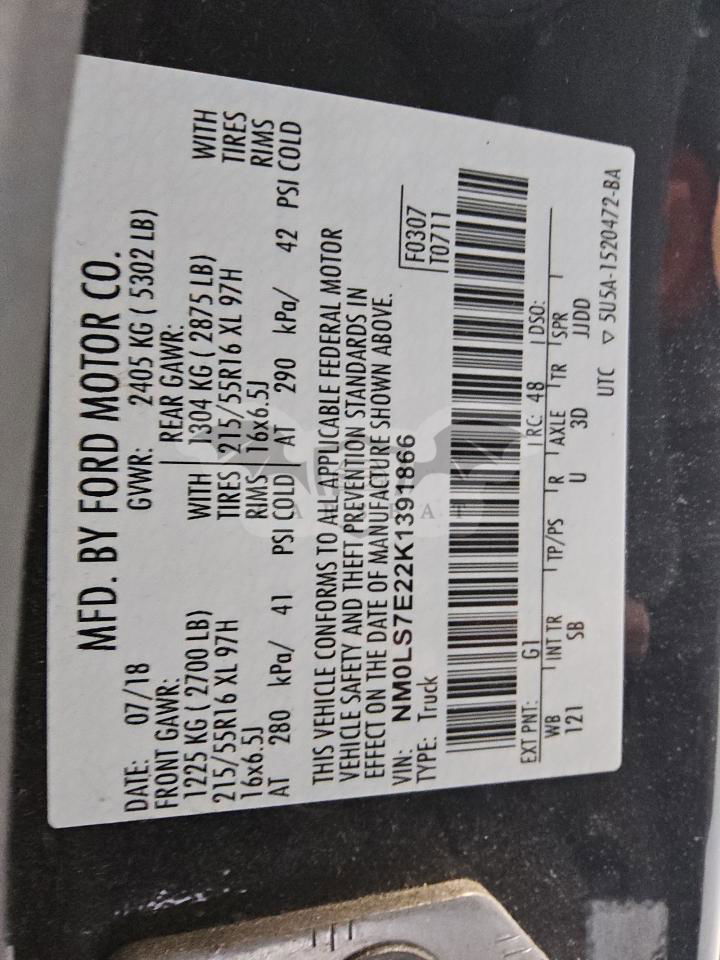 MFD. BY FORD MOTOR CO.
DATE: 07/18 GVWR: 2405 KG ( 5302 LB)
FRONT GAWR: REAR GAWR:
1225 KG ( 2700 LB) WITH 1304 KG ( 2875 LB) WITH
215/55R16 XL 97H TIRES 215/55R16 XL 97H TIRES
16x6.5J RIMS 16x6.5J RIMS
AT 280 kPa/ 41 PSI COLD AT 290 kPa/ 42 PSI COLD
THIS VEHICLE CONFORMS TO ALL APPLICABLE FEDERAL MOTOR
VEHICLE SAFETY AND THEFT PREVENTION STANDARDS IN
EFFECT ON THE DATE OF MANUFACTURE SHOWN ABOVE.
VIN: NM0LS7E22K1391866 F0307
TYPE: Truck T0711
EXT PNT: G1 RC: 48 DSO:
WB INT TR TP/PS R AXLE TR SPR
121 SB U 3D JJDD
UTC ▽ 5U5A-1520472-BA